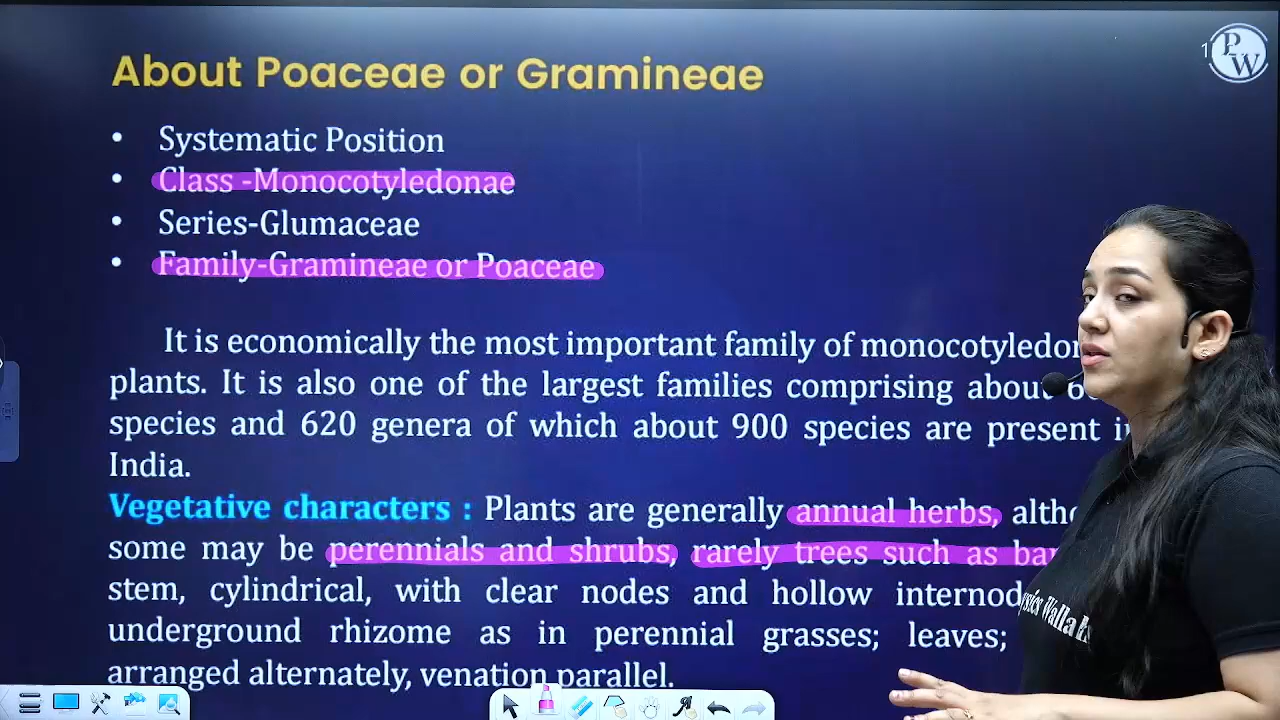 About Poaceae or Gramineae
PW
1
• Systematic Position
• Class -Monocotyledonae
• Series-Glumaceae
• Family-Gramineae or Poaceae
It is economically the most important family of
plants. It is also one of the largest families comprising about
species and 620 genera of which about 900 species are present
India.
Vegetative characters : Plants are generally annual herbs,
some may be perennials and shrubs, rarely trees such as
stem, cylindrical, with clear nodes and hollow
underground rhizome as in perennial grasses; leaves;
arranged alternately, venation parallel.